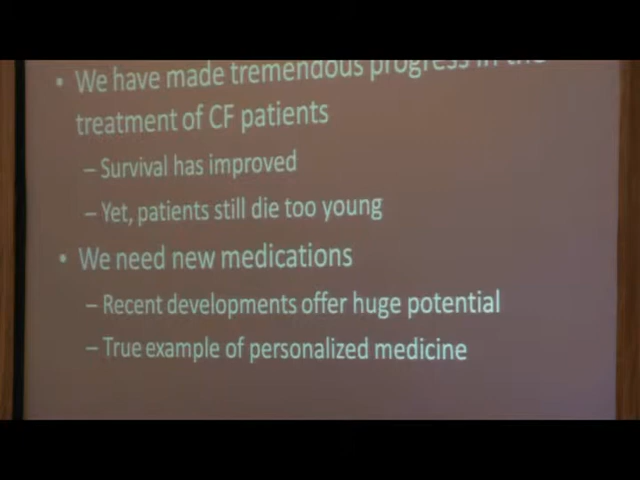 • We have made tremendous progress in the
treatment of CF patients
– Survival has improved
– Yet, patients still die too young
• We need new medications
– Recent developments offer huge potential
– True example of personalized medicine